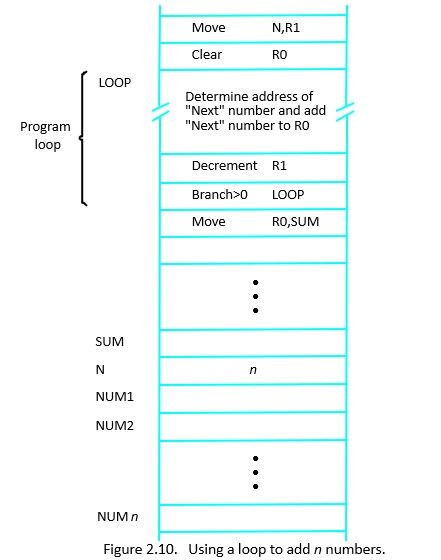 Move N,R1
Clear R0
LOOP
Determine address of
"Next" number and add
"Next" number to R0
Program
loop
Decrement R1
Branch>0 LOOP
Move R0,SUM
SUM
N n
NUM1
NUM2
NUM n
Figure 2.10. Using a loop to add n numbers.